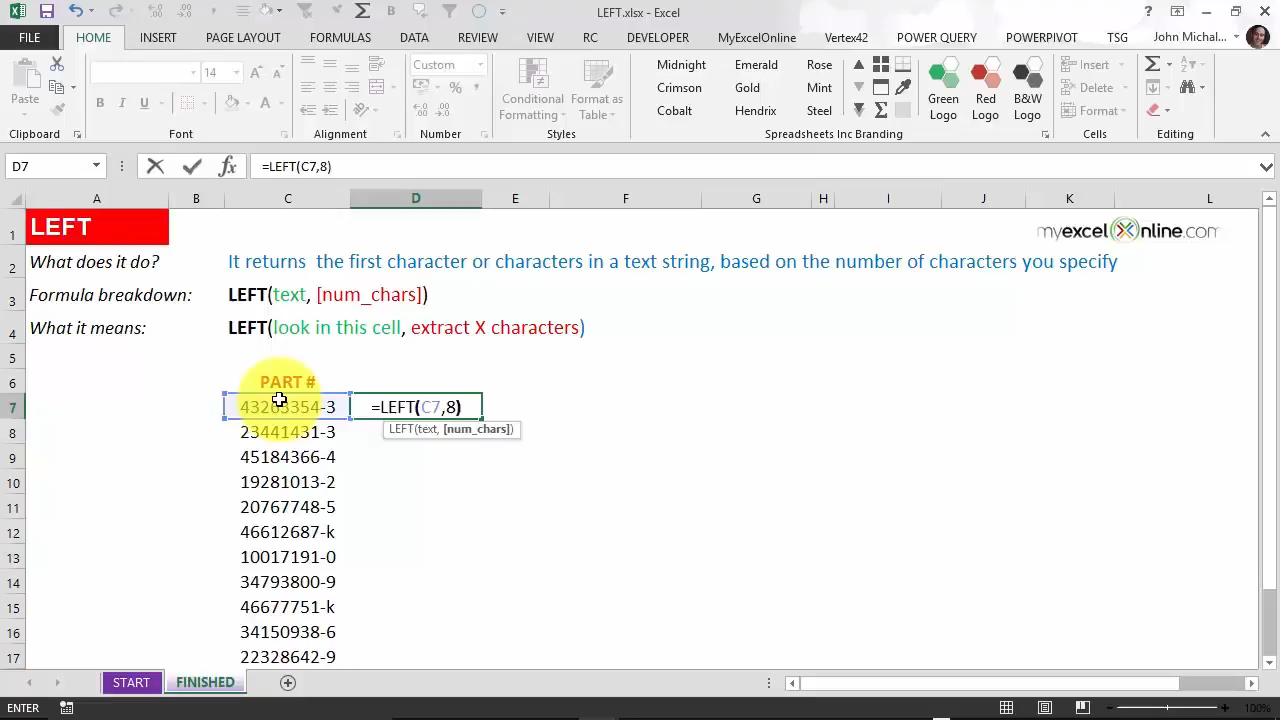 LEFT.xlsx - Excel
FILE HOME INSERT PAGE LAYOUT FORMULAS DATA REVIEW VIEW RC DEVELOPER MyExcelOnline Vertex42 POWER QUERY POWERPIVOT TSG John Michal...
Paste
Clipboard
14
B I U
Font
Alignment
Custom
%
Number
Conditional Formatting
Format as Table
Styles
Midnight Emerald Rose
Crimson Gold Mint
Cobalt Hendrix Steel
Green Logo
Red Logo
B&W Logo
Spreadsheets Inc Branding
Insert
Delete
Format
Cells
Editing
D7 fx =LEFT(C7,8)
A B C D E F G H I J K L
1 LEFT myexcelonline.com
2 What does it do? It returns the first character or characters in a text string, based on the number of characters you specify
3 Formula breakdown: LEFT(text, [num_chars])
4 What it means: LEFT(look in this cell, extract X characters)
5
6 PART #
7 43263354-3 =LEFT(C7,8)
LEFT(text, [num_chars])
8 23441431-3
9 45184366-4
10 19281013-2
11 20767748-5
12 46612687-k
13 10017191-0
14 34793800-9
15 46677751-k
16 34150938-6
17 22328642-9
START FINISHED
ENTER 100%